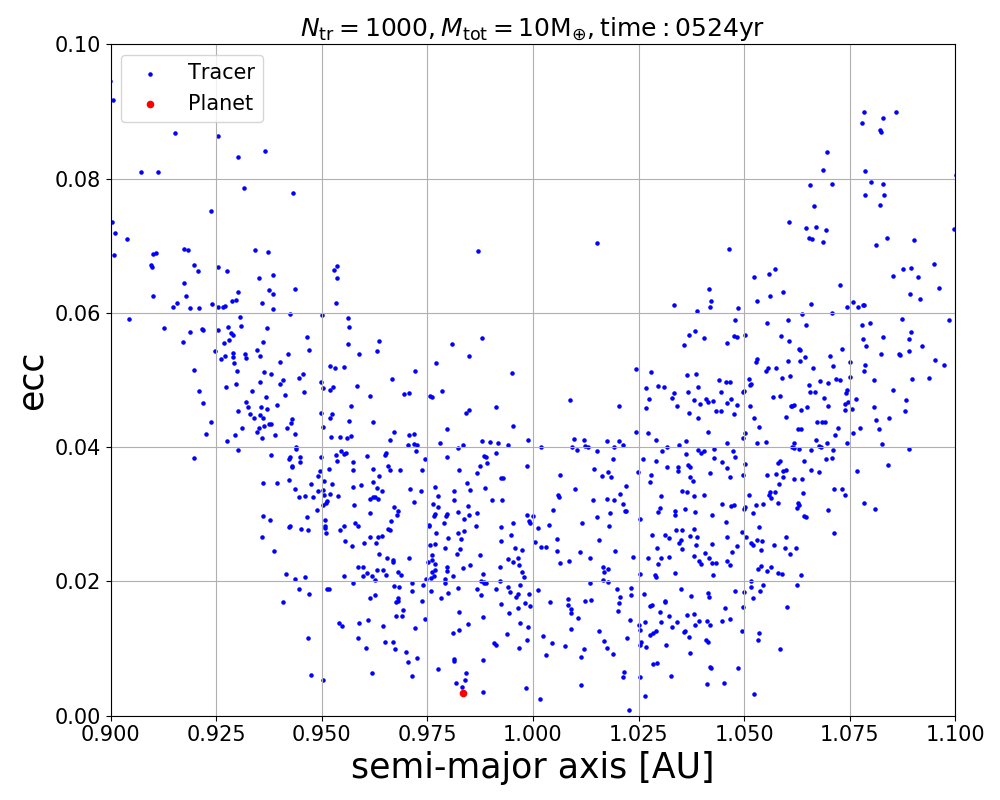 N_tr = 1000, M_tot = 10M_⊕, time : 0524yr
Tracer
Planet
0.10
0.08
0.06
0.04
0.02
0.00
ecc
0.900 0.925 0.950 0.975 1.000 1.025 1.050 1.075 1.100
semi-major axis [AU]